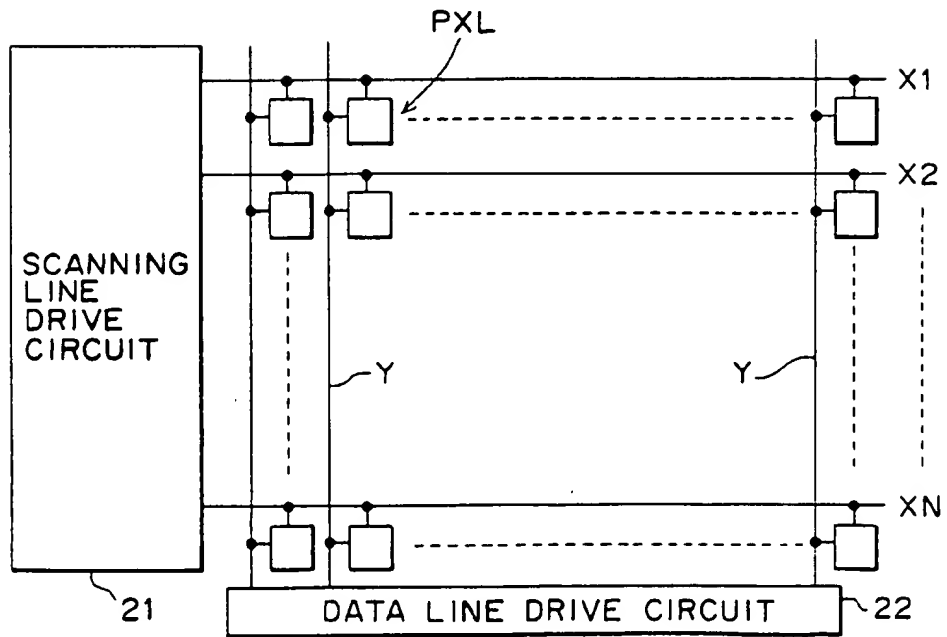 PXL
X1
X2
SCANNING
LINE
DRIVE
CIRCUIT
Y
Y
XN
21
DATA LINE DRIVE CIRCUIT
22